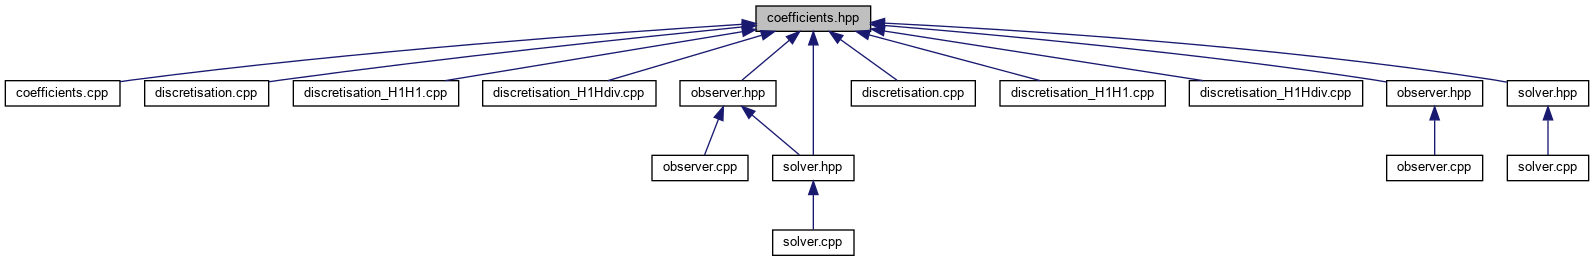 coefficients.hpp
coefficients.cpp
discretisation.cpp
discretisation_H1H1.cpp
discretisation_H1Hdiv.cpp
observer.hpp
discretisation.cpp
discretisation_H1H1.cpp
discretisation_H1Hdiv.cpp
observer.hpp
solver.hpp
observer.cpp
solver.hpp
observer.cpp
solver.cpp
solver.cpp